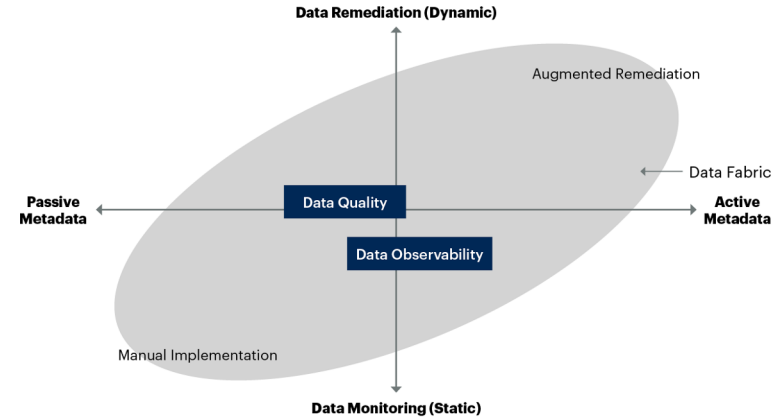 Data Remediation (Dynamic)
Augmented Remediation
Data Fabric
Passive
Metadata
Data Quality
Active
Metadata
Data Observability
Manual Implementation
Data Monitoring (Static)